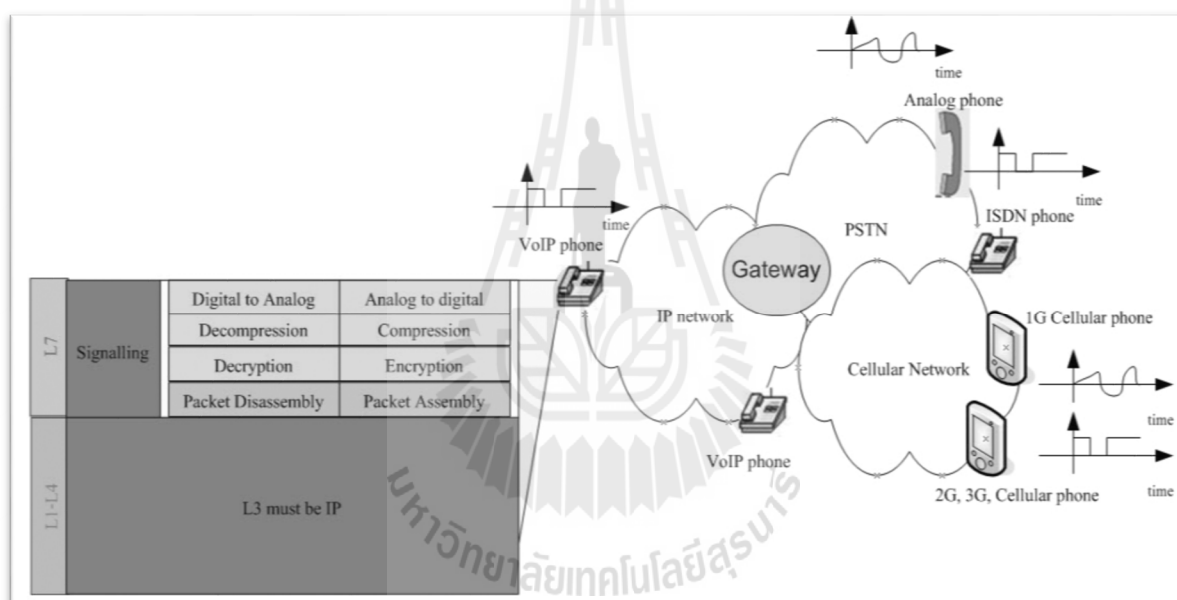 time
Analog phone
time
ISDN phone
PSTN
time
VoIP phone
Gateway
IP network
L7
Signalling
Digital to Analog
Analog to digital
Decompression
Compression
Decryption
Encryption
Packet Disassembly
Packet Assembly
L1-L4
L3 must be IP
VoIP phone
Cellular Network
1G Cellular phone
time
2G, 3G, Cellular phone
time
มหาวิทยาลัยเทคโนโลยีสุรนารี